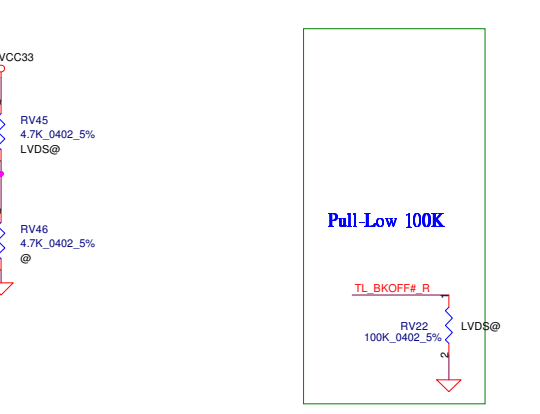 VCC33
RV45
4.7K_0402_5%
LVDS@
RV46
4.7K_0402_5%
@
Pull-Low 100K
TL_BKOFF#_R
1
RV22
LVDS@
100K_0402_5%
2